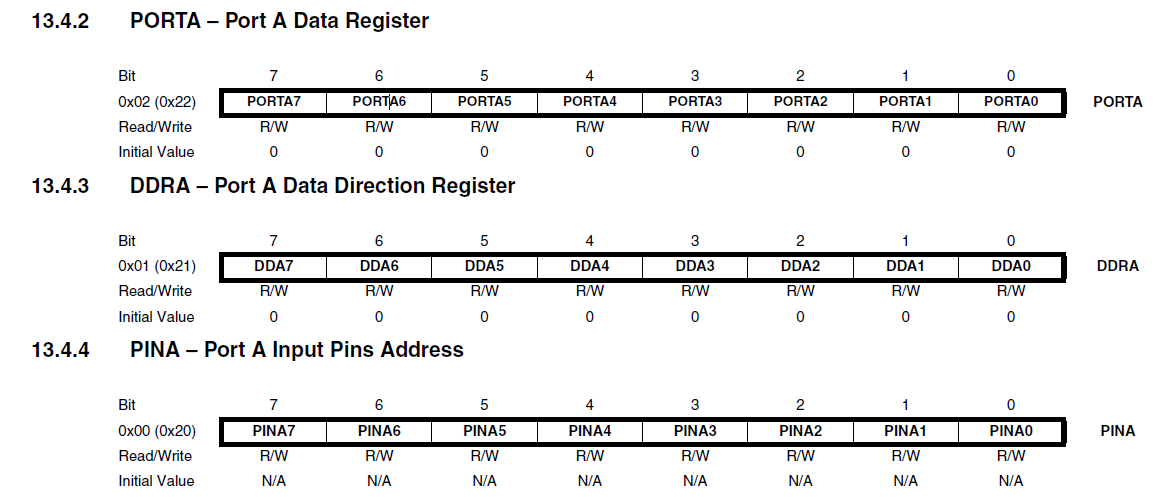 13.4.2 PORTA – Port A Data Register
Bit 7 6 5 4 3 2 1 0
0x02 (0x22) PORTA7 PORTA6 PORTA5 PORTA4 PORTA3 PORTA2 PORTA1 PORTA0 PORTA
Read/Write R/W R/W R/W R/W R/W R/W R/W R/W
Initial Value 0 0 0 0 0 0 0 0
13.4.3 DDRA – Port A Data Direction Register
Bit 7 6 5 4 3 2 1 0
0x01 (0x21) DDA7 DDA6 DDA5 DDA4 DDA3 DDA2 DDA1 DDA0 DDRA
Read/Write R/W R/W R/W R/W R/W R/W R/W R/W
Initial Value 0 0 0 0 0 0 0 0
13.4.4 PINA – Port A Input Pins Address
Bit 7 6 5 4 3 2 1 0
0x00 (0x20) PINA7 PINA6 PINA5 PINA4 PINA3 PINA2 PINA1 PINA0 PINA
Read/Write R/W R/W R/W R/W R/W R/W R/W R/W
Initial Value N/A N/A N/A N/A N/A N/A N/A N/A